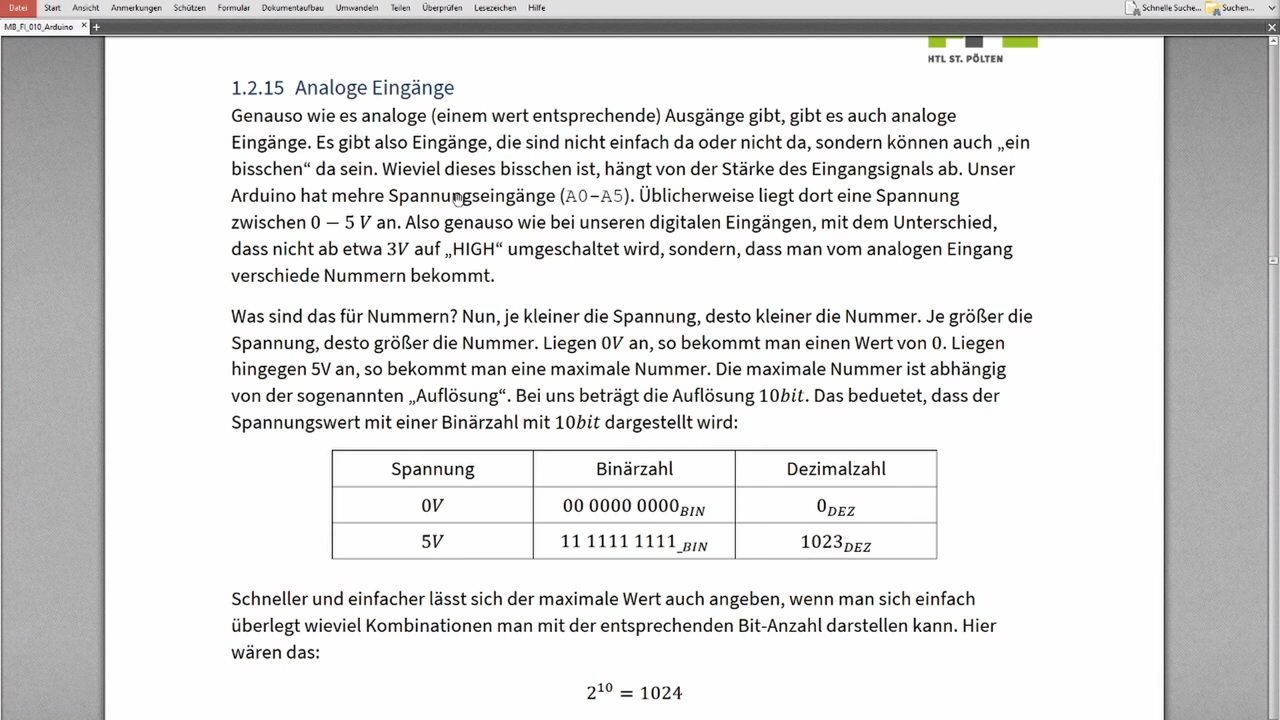 Datei Start Ansicht Anmerkungen Schützen Formular Dokumentaufbau Umwandeln Teilen Überprüfen Lesezeichen Hilfe Schnelle Suche... Suchen...
MB_FI_010_Arduino
HTL ST. PÖLTEN
1.2.15 Analoge Eingänge
Genauso wie es analoge (einem wert entsprechende) Ausgänge gibt, gibt es auch analoge
Eingänge. Es gibt also Eingänge, die sind nicht einfach da oder nicht da, sondern können auch „ein
bisschen“ da sein. Wieviel dieses bisschen ist, hängt von der Stärke des Eingangsignals ab. Unser
Arduino hat mehre Spannungseingänge (A0–A5). Üblicherweise liegt dort eine Spannung
zwischen 0 − 5 V an. Also genauso wie bei unseren digitalen Eingängen, mit dem Unterschied,
dass nicht ab etwa 3V auf „HIGH“ umgeschaltet wird, sondern, dass man vom analogen Eingang
verschiede Nummern bekommt.
Was sind das für Nummern? Nun, je kleiner die Spannung, desto kleiner die Nummer. Je größer die
Spannung, desto größer die Nummer. Liegen 0V an, so bekommt man einen Wert von 0. Liegen
hingegen 5V an, so bekommt man eine maximale Nummer. Die maximale Nummer ist abhängig
von der sogenannten „Auflösung“. Bei uns beträgt die Auflösung 10bit. Das beduetet, dass der
Spannungswert mit einer Binärzahl mit 10bit dargestellt wird:
Spannung Binärzahl Dezimalzahl
0V 00 0000 0000BIN 0DEZ
5V 11 1111 1111_BIN 1023DEZ
Schneller und einfacher lässt sich der maximale Wert auch angeben, wenn man sich einfach
überlegt wieviel Kombinationen man mit der entsprechenden Bit-Anzahl darstellen kann. Hier
wären das:
2¹⁰ = 1024